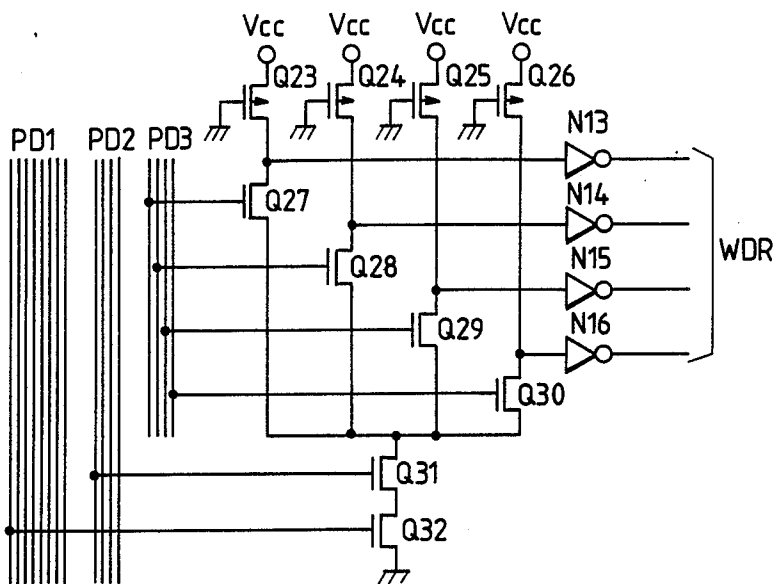 Vcc Vcc Vcc Vcc
Q23 Q24 Q25 Q26
PD1 PD2 PD3
N13
Q27
N14
Q28
N15
Q29
N16
Q30
WDR
Q31
Q32